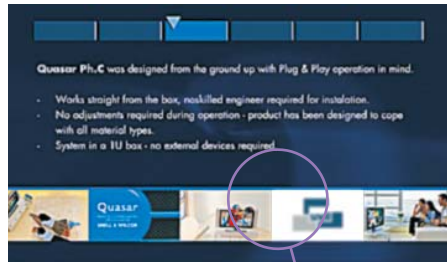 Quasar Ph.C was designed from the ground up with Plug & Play operation in mind.
- Works straight from the box, noskilled engineer required for instalation.
- No adjustments required during operation - product has been designed to cope
with all material types.
- System in a 1U box - no external devices required
Quasar
SNELL & WILCOX